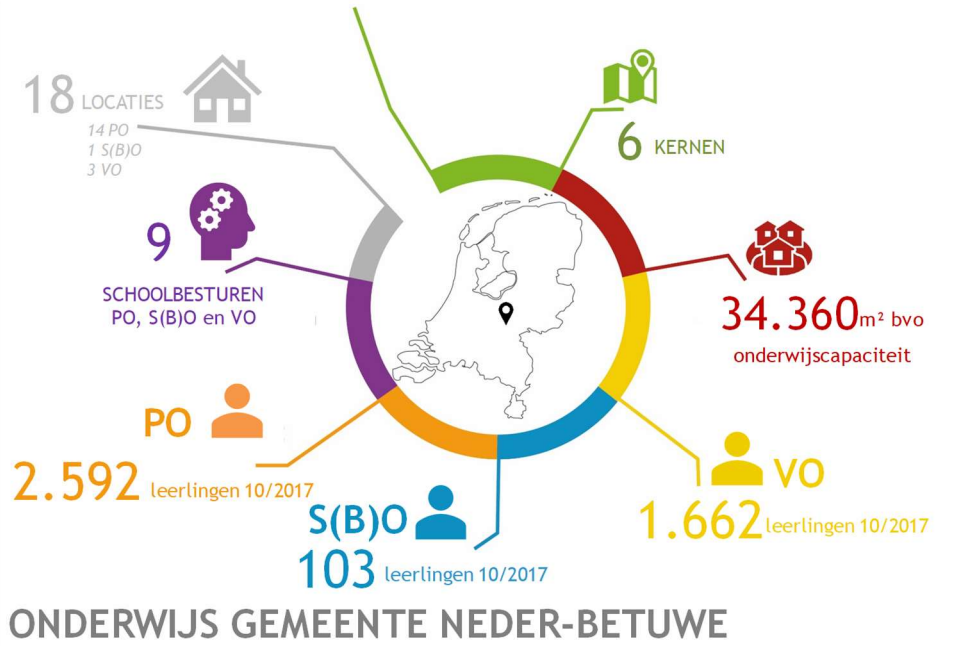 18 LOCATIES
14 PO
1 S(B)O
3 VO
6 KERNEN
9
SCHOOLBESTUREN
PO, S(B)O en VO
34.360m² bvo
onderwijscapaciteit
PO
2.592 leerlingen 10/2017
S(B)O
103 leerlingen 10/2017
VO
1.662 leerlingen 10/2017
ONDERWIJS GEMEENTE NEDER-BETUWE